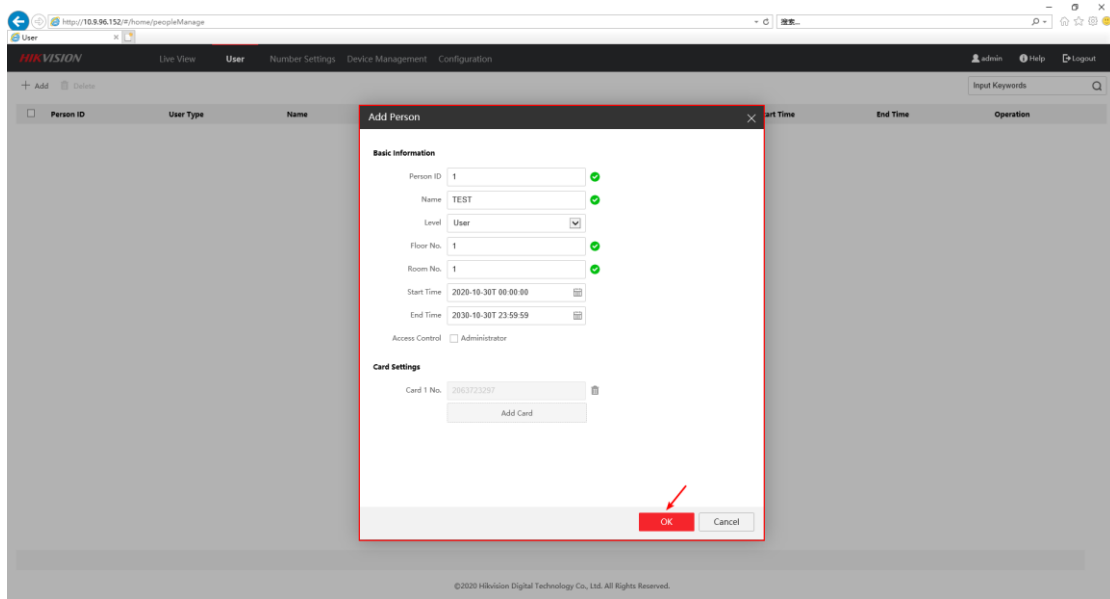 http://10.9.96.152/#/home/peopleManage
搜索...
User
HIKVISION Live View User Number Settings Device Management Configuration admin Help Logout
Add Delete Input Keywords
Person ID User Type Name art Time End Time Operation
Add Person
Basic Information
Person ID 1
Name TEST
Level User
Floor No. 1
Room No. 1
Start Time 2020-10-30T 00:00:00
End Time 2030-10-30T 23:59:59
Access Control Administrator
Card Settings
Card 1 No. 2863723297
Add Card
OK Cancel
©2020 Hikvision Digital Technology Co., Ltd. All Rights Reserved.